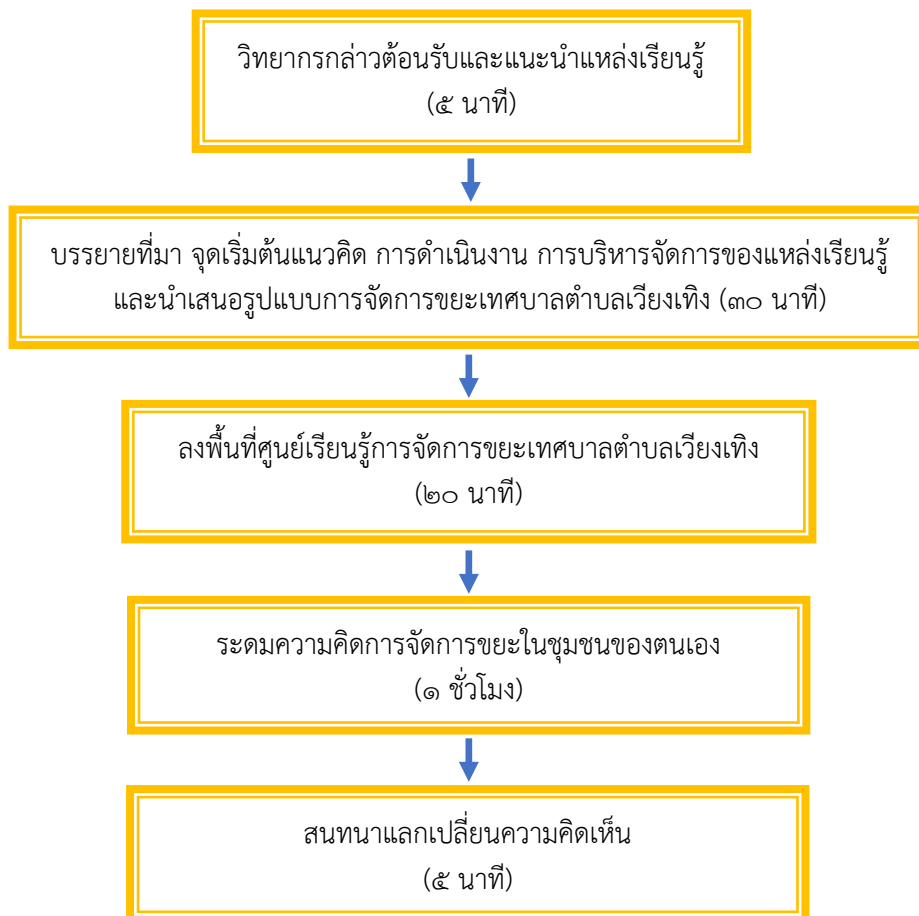 วิทยากรกล่าวต้อนรับและแนะนำแหล่งเรียนรู้
(๕ นาที)
บรรยายที่มา จุดเริ่มต้นแนวคิด การดำเนินงาน การบริหารจัดการของแหล่งเรียนรู้
และนำเสนอรูปแบบการจัดการขยะเทศบาลตำบลเวียงเทิง (๓๐ นาที)
ลงพื้นที่ศูนย์เรียนรู้การจัดการขยะเทศบาลตำบลเวียงเทิง
(๒๐ นาที)
ระดมความคิดการจัดการขยะในชุมชนของตนเอง
(๑ ชั่วโมง)
สนทนาแลกเปลี่ยนความคิดเห็น
(๕ นาที)